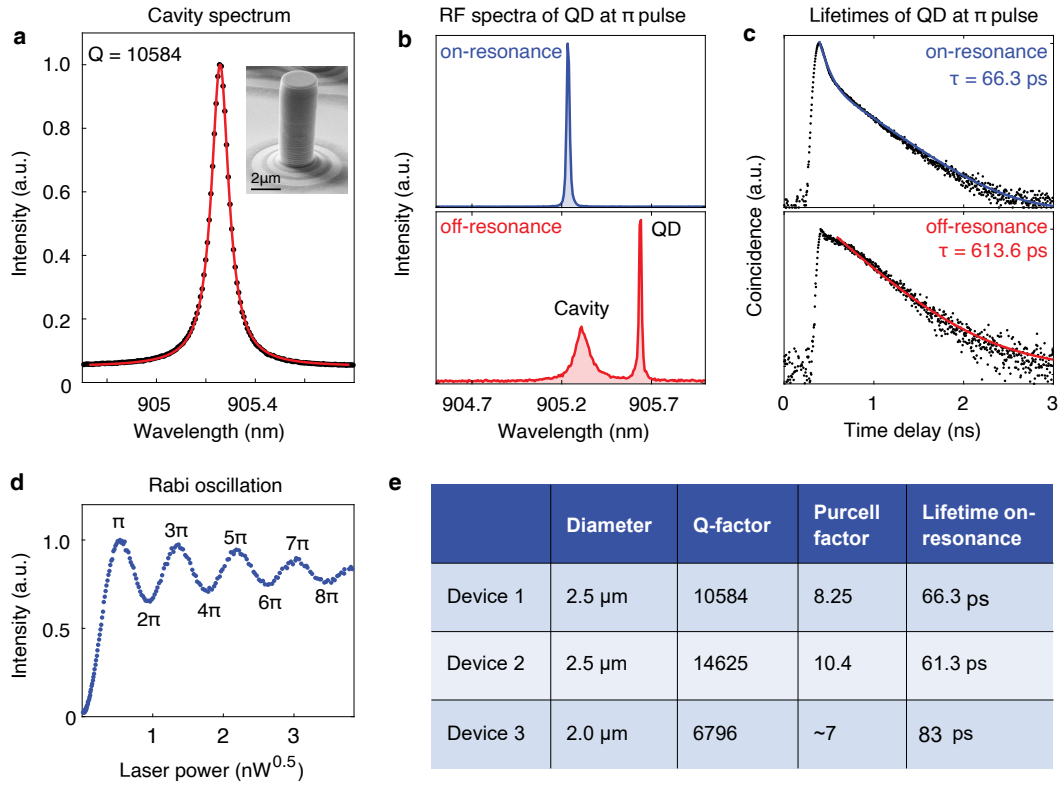 a
Cavity spectrum
Q = 10584
2μm
Intensity (a.u.)
1.0
0.8
0.6
0.4
0.2
0
905
905.4
Wavelength (nm)
b
RF spectra of QD at π pulse
on-resonance
off-resonance
QD
Cavity
Intensity (a.u.)
904.7
905.2
905.7
Wavelength (nm)
c
Lifetimes of QD at π pulse
on-resonance
τ = 66.3 ps
off-resonance
τ = 613.6 ps
Coincidence (a.u.)
0
1
2
3
Time delay (ns)
d
Rabi oscillation
π
3π
5π
7π
2π
4π
6π
8π
Intensity (a.u.)
1.0
0.5
0.0
1
2
3
Laser power (nW^0.5)
e
Diameter Q-factor Purcell factor Lifetime on-resonance
Device 1 2.5 μm 10584 8.25 66.3 ps
Device 2 2.5 μm 14625 10.4 61.3 ps
Device 3 2.0 μm 6796 ~7 83 ps